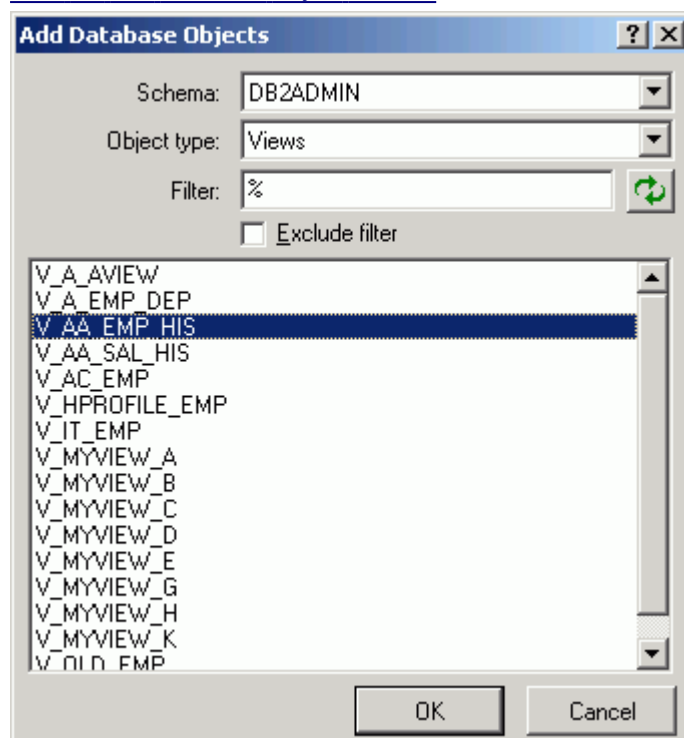 Add Database Objects
Schema: DB2ADMIN
Object type: Views
Filter: %
Exclude filter
V_A_AVIEW
V_A_EMP_DEP
V_AA_EMP_HIS
V_AA_SAL_HIS
V_AC_EMP
V_HPROFILE_EMP
V_IT_EMP
V_MYVIEW_A
V_MYVIEW_B
V_MYVIEW_C
V_MYVIEW_D
V_MYVIEW_E
V_MYVIEW_G
V_MYVIEW_H
V_MYVIEW_K
V_OLD_EMP
OK Cancel